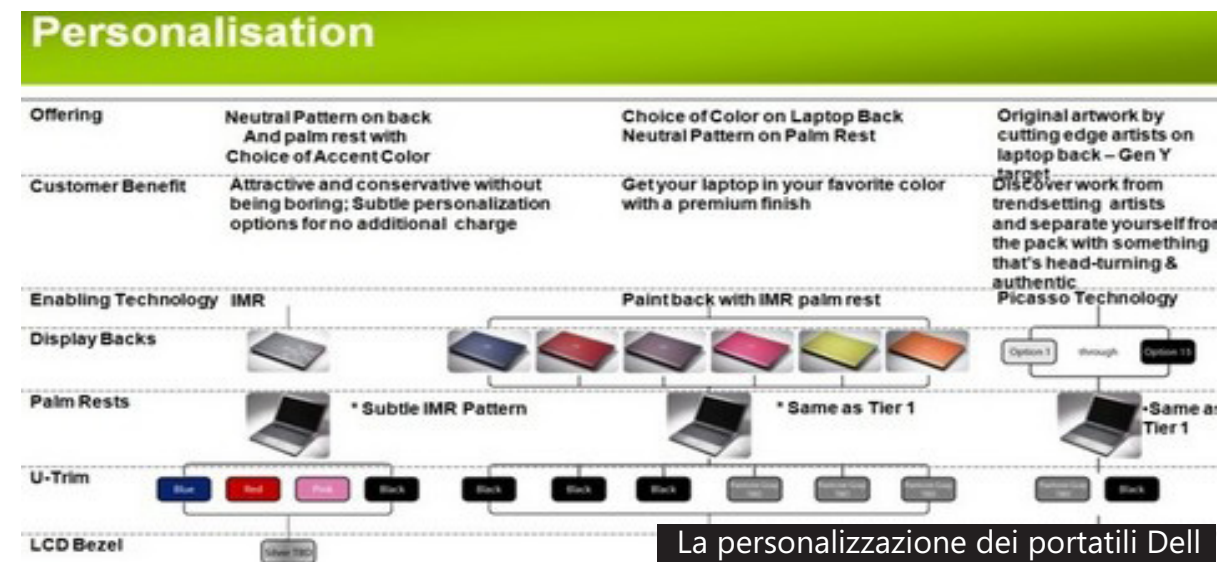 Personalisation
Offering
Neutral Pattern on back
And palm rest with
Choice of Accent Color
Choice of Color on Laptop Back
Neutral Pattern on Palm Rest
Original artwork by
cutting edge artists on
laptop back – Gen Y
target
Customer Benefit
Attractive and conservative without
being boring; Subtle personalization
options for no additional charge
Get your laptop in your favorite color
with a premium finish
Discover work from
trendsetting artists
and separate yourself from
the pack with something
that's head-turning &
authentic
Enabling Technology
IMR
Paint back with IMR palm rest
Picasso Technology
Display Backs
Option 1
through
Option 15
Palm Rests
* Subtle IMR Pattern
* Same as Tier 1
•Same as
Tier 1
U-Trim
Blue
Red
Pink
Black
Black
Black
Black
Black
LCD Bezel
Silver TBD
La personalizzazione dei portatili Dell